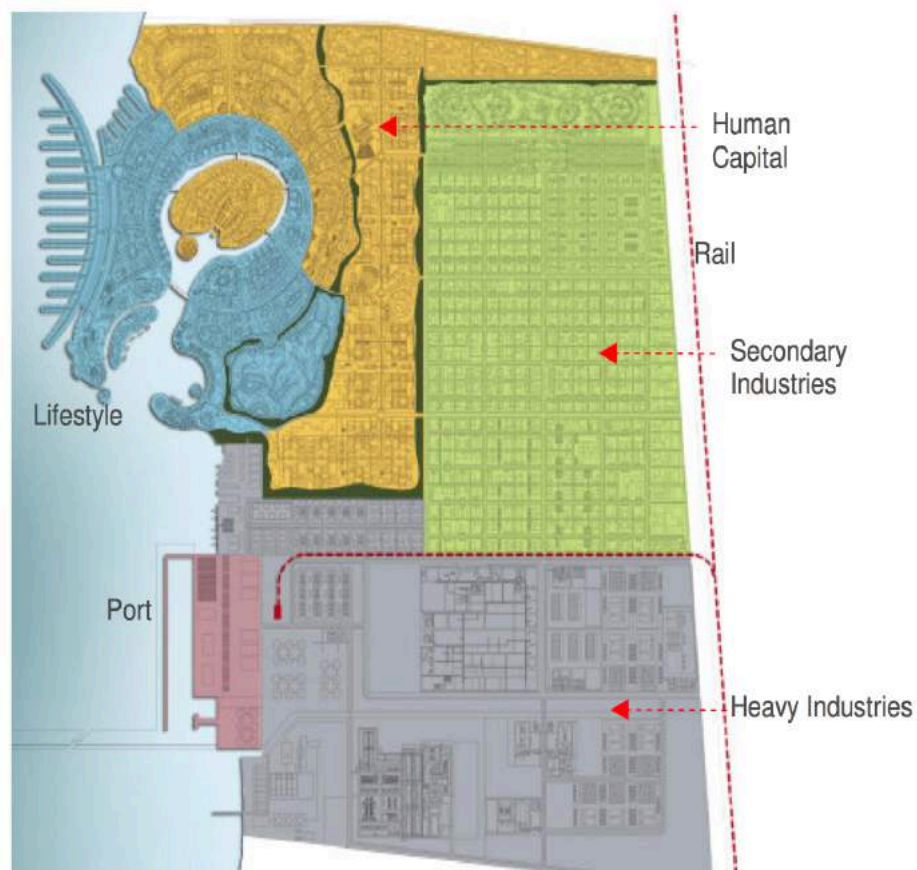 Human
Capital
Rail
Secondary
Industries
Lifestyle
Port
Heavy Industries